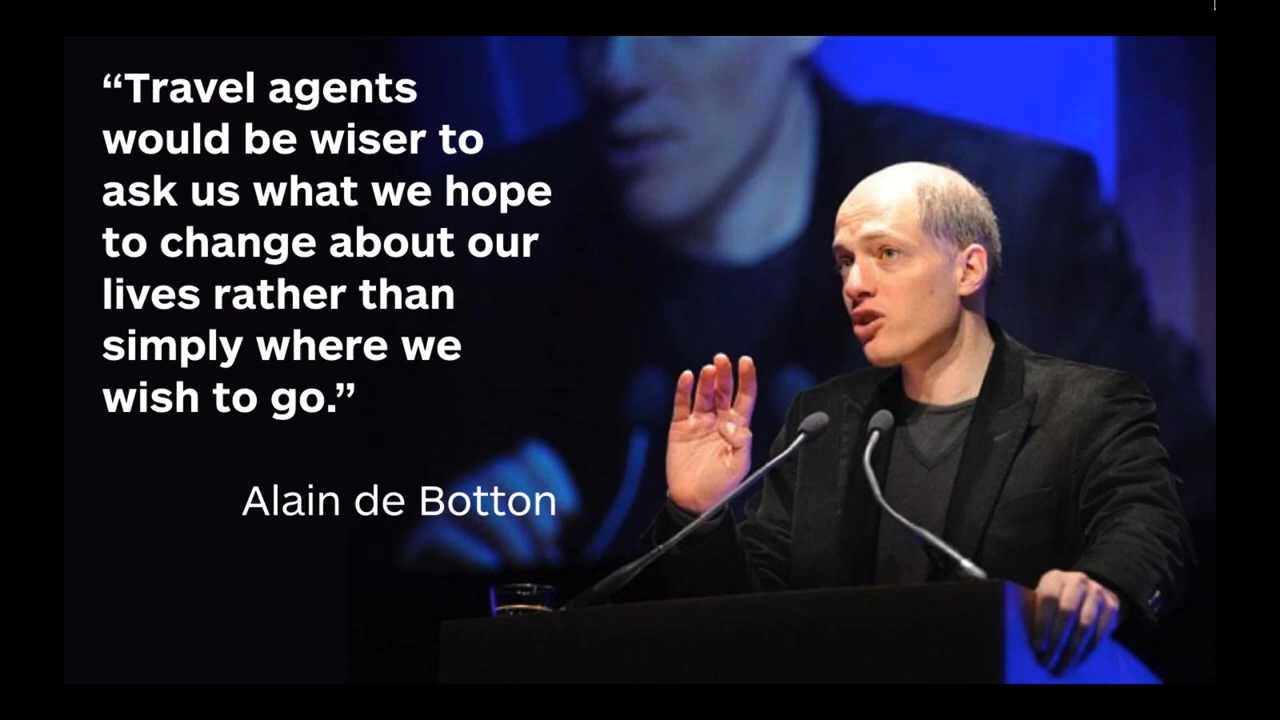 “Travel agents
would be wiser to
ask us what we hope
to change about our
lives rather than
simply where we
wish to go.”
Alain de Botton